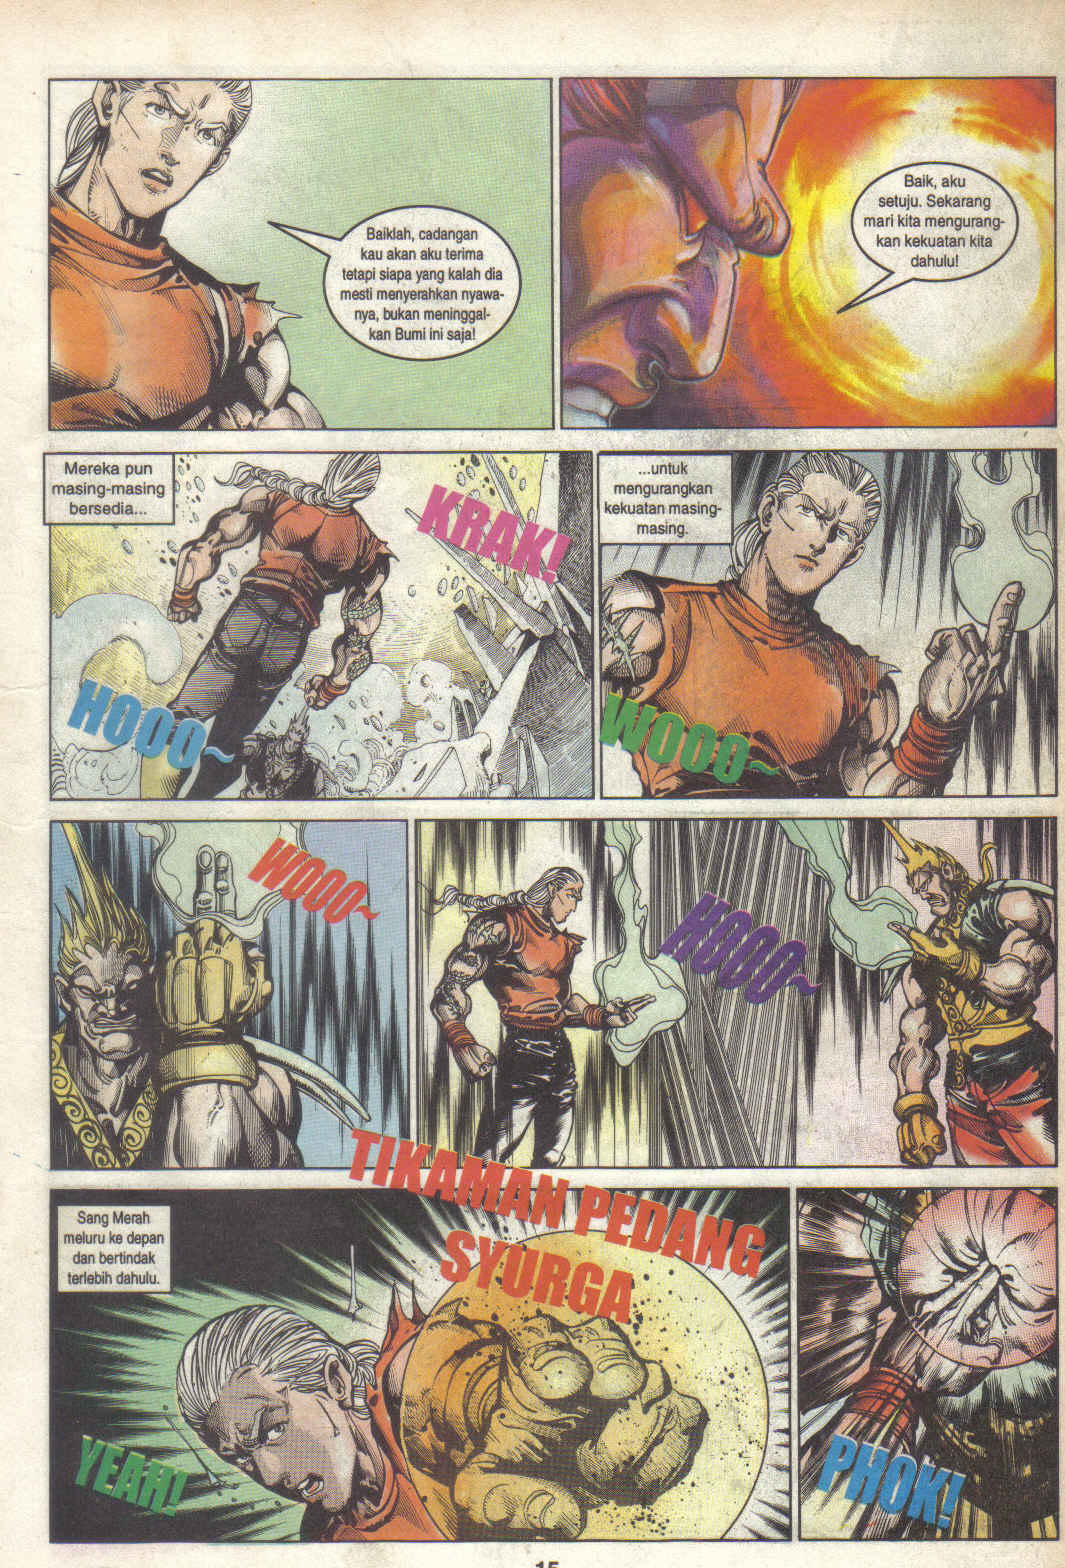 Baiklah, cadangan
kau akan aku terima
tetapi siapa yang kalah dia
mesti menyerahkan nyawa-
nya, bukan meninggal-
kan Bumi ini saja!
Baik, aku
setuju. Sekarang
mari kita mengurang-
kan kekuatan kita
dahulu!
Mereka pun
masing-masing
bersedia...
KRAK!
HOOO~
...untuk
mengurangkan
kekuatan masing-
masing.
WOOO~
WOOO~
HOOO~
TIKAMAN PEDANG
SYURGA
Sang Merah
meluru ke depan
dan bertindak
terlebih dahulu.
YEAH!
PHOK!
15